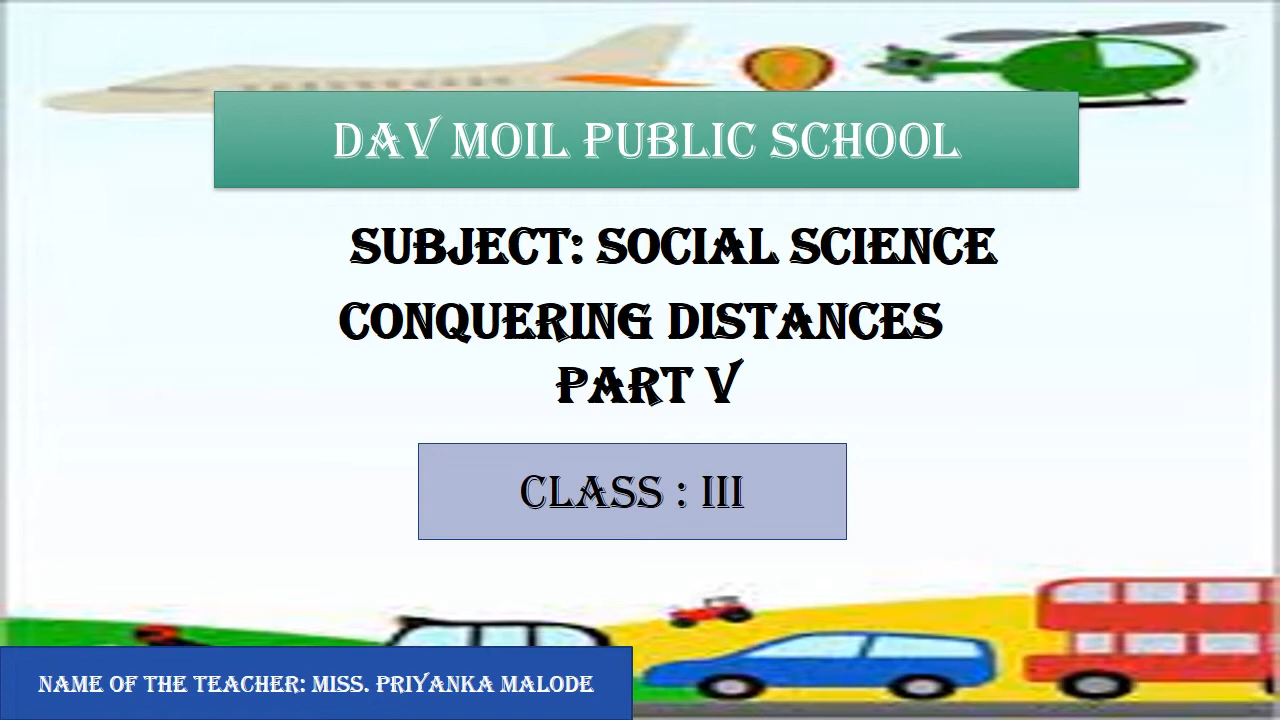 DAV MOIL PUBLIC SCHOOL
SUBJECT: SOCIAL SCIENCE
CONQUERING DISTANCES
PART V
CLASS : III
NAME OF THE TEACHER: MISS. PRIYANKA MALODE